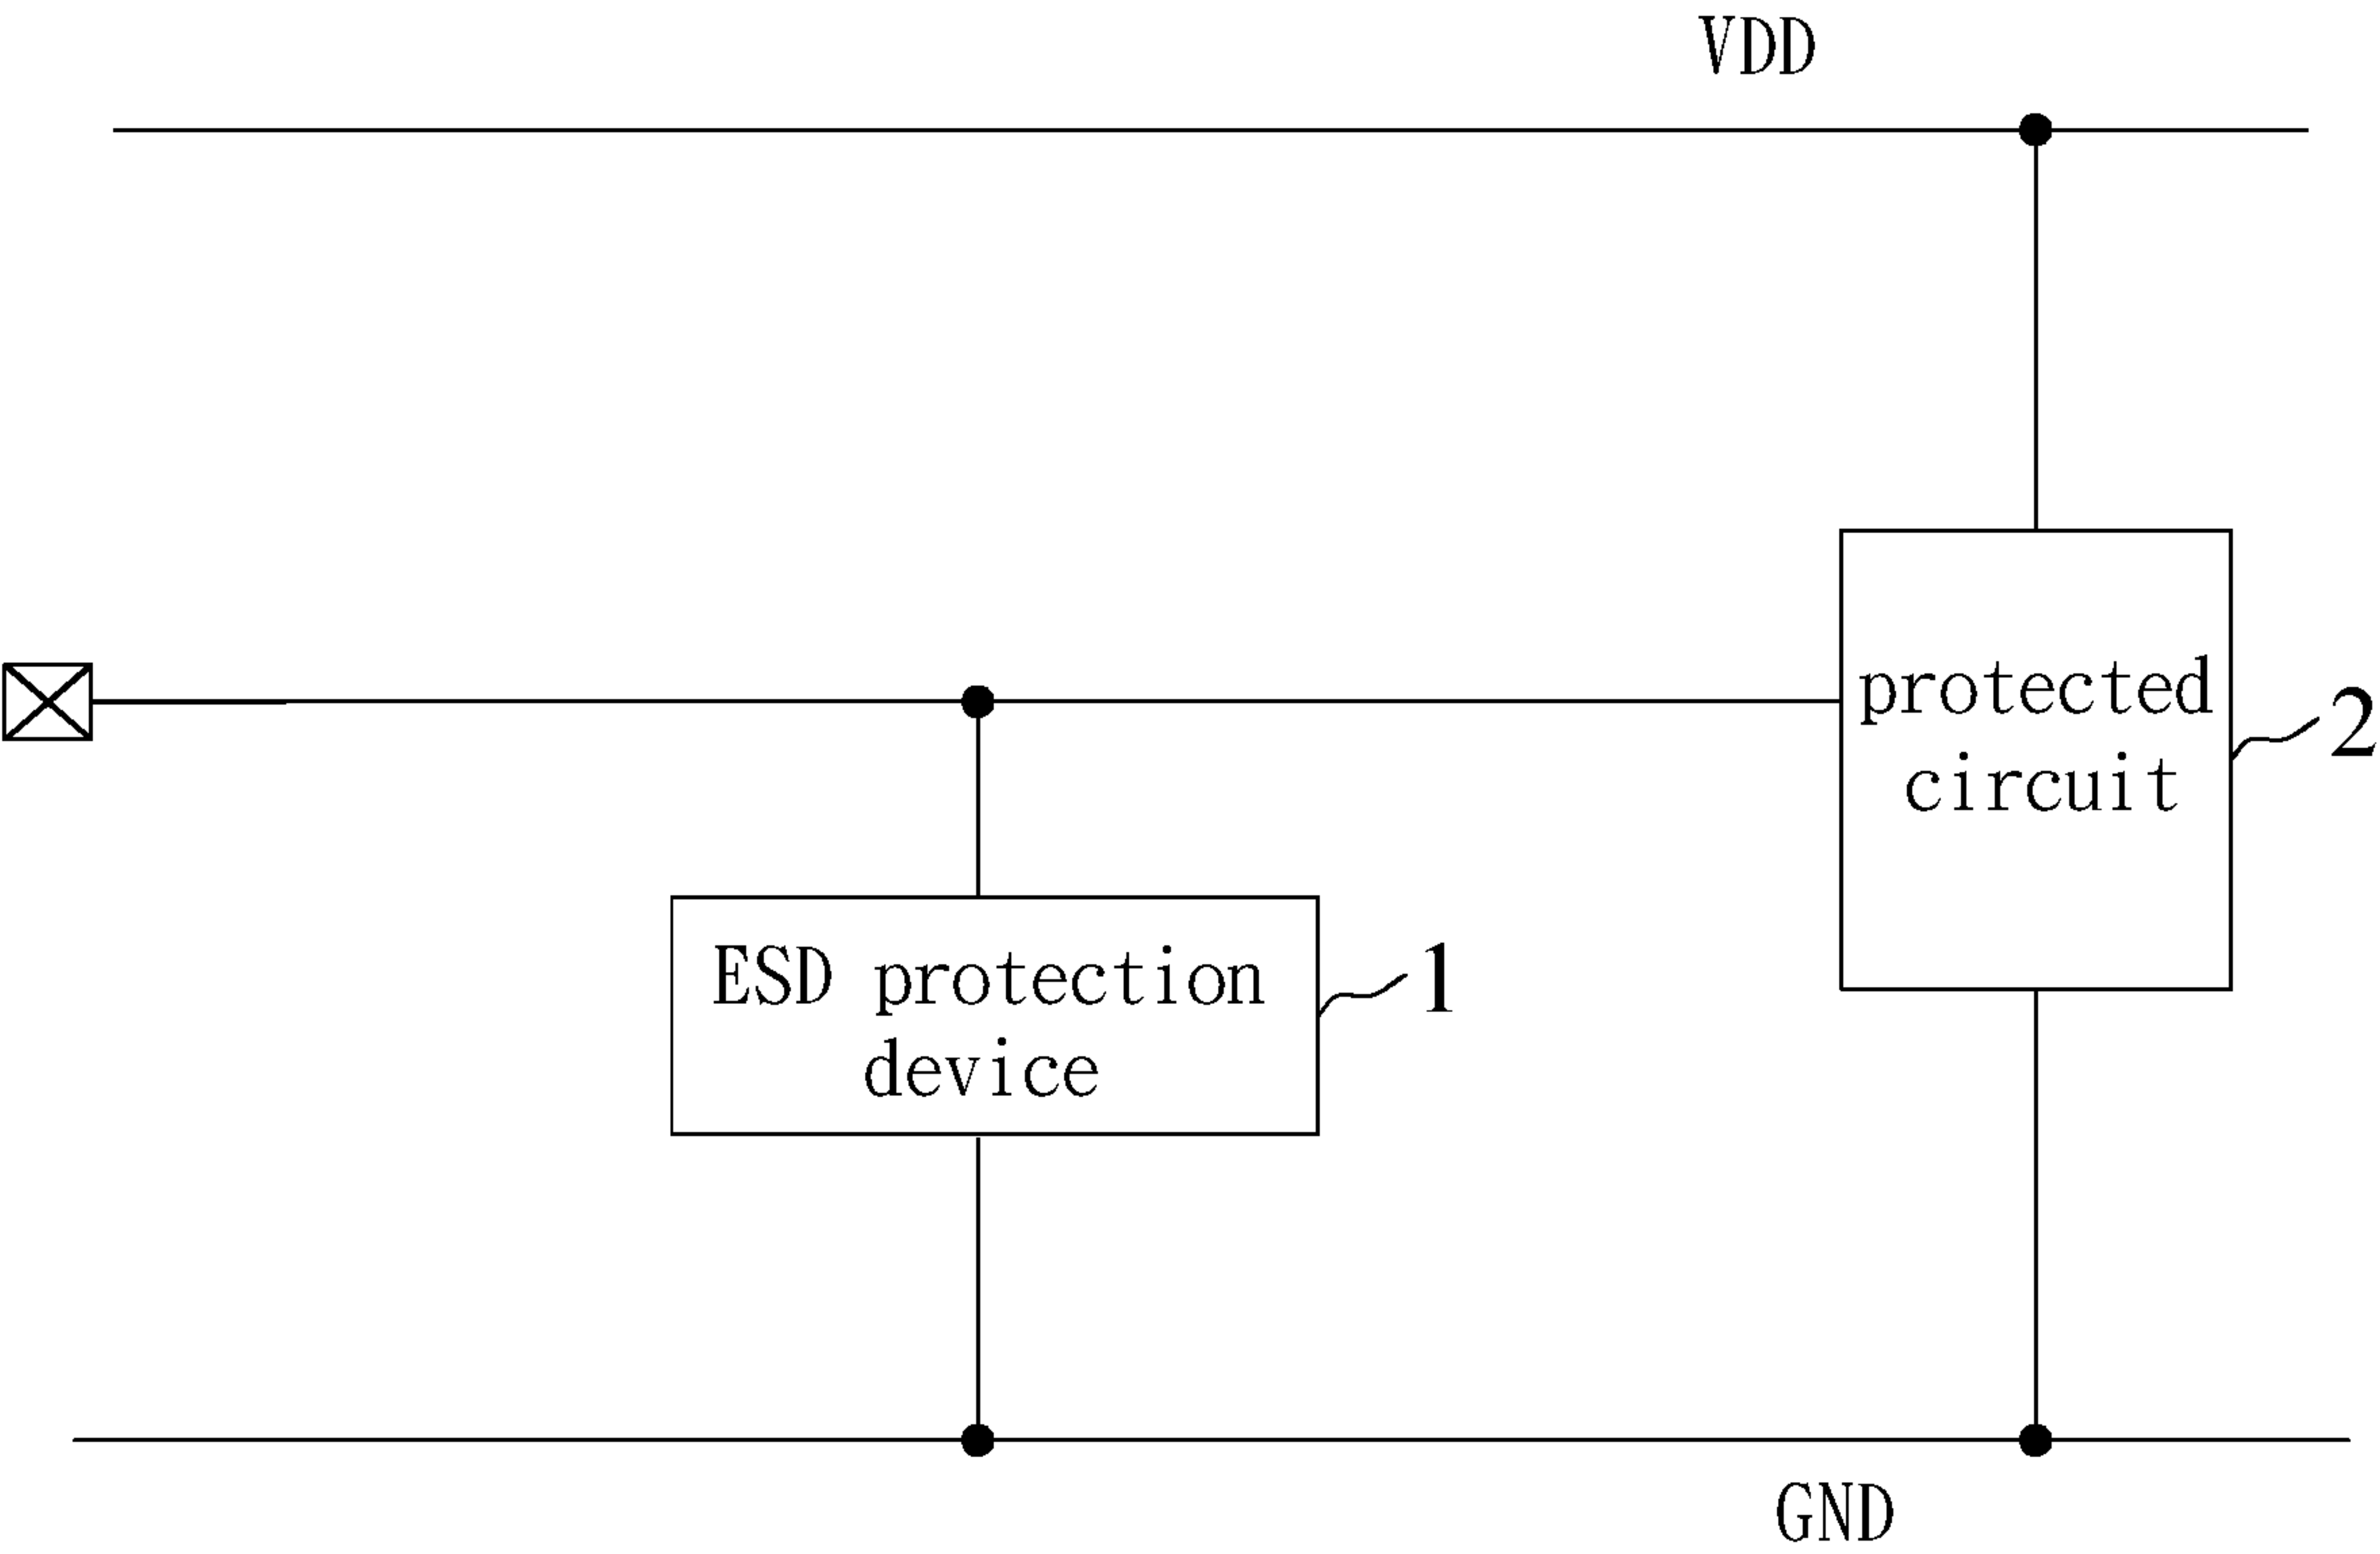 VDD
protected
circuit
2
ESD protection
device
1
GND